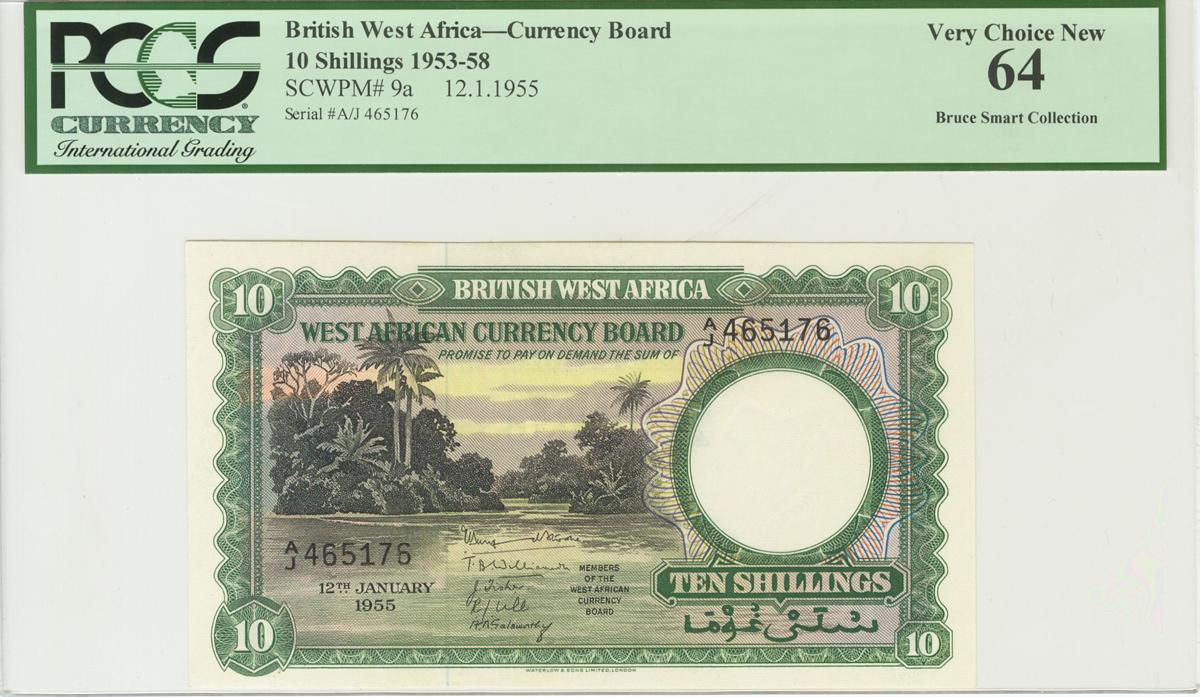 PCGS
CURRENCY
International Grading
British West Africa—Currency Board
10 Shillings 1953-58
SCWPM# 9a 12.1.1955
Serial #A/J 465176
Very Choice New
64
Bruce Smart Collection
10
BRITISH WEST AFRICA
10
WEST AFRICAN CURRENCY BOARD
A/J 465176
PROMISE TO PAY ON DEMAND THE SUM OF
A/J 465176
12TH JANUARY
1955
T.B. Williamson
J. Fisher
A.N. Galsworthy
MEMBERS
OF THE
WEST AFRICAN
CURRENCY
BOARD
TEN SHILLINGS
10
10
WATERLOW & SONS LIMITED, LONDON